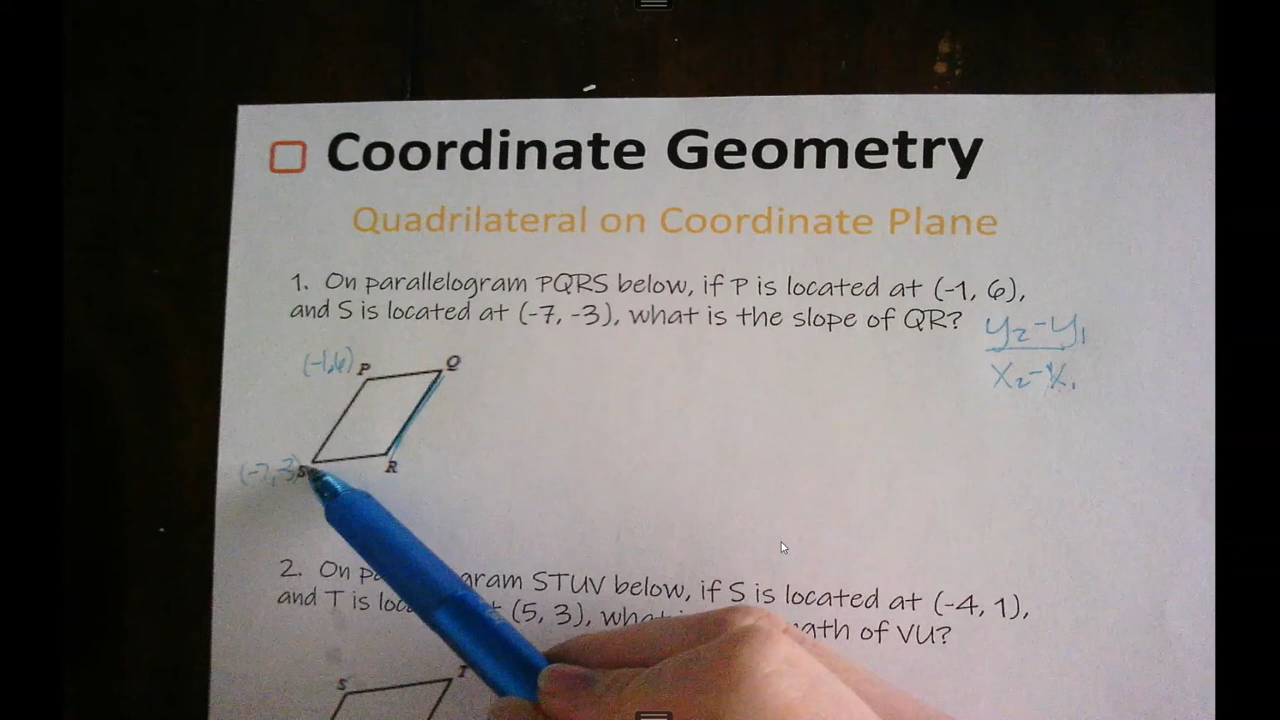 Coordinate Geometry
Quadrilateral on Coordinate Plane
1. On parallelogram PQRS below, if P is located at (-1, 6),
and S is located at (-7, -3), what is the slope of QR?
y₂-y₁
x₂-x₁
(-1,6) P Q
(-7,-3) S R
2. On gram STUV below, if S is located at (-4, 1),
and T is (5, 3), of VU?
S T